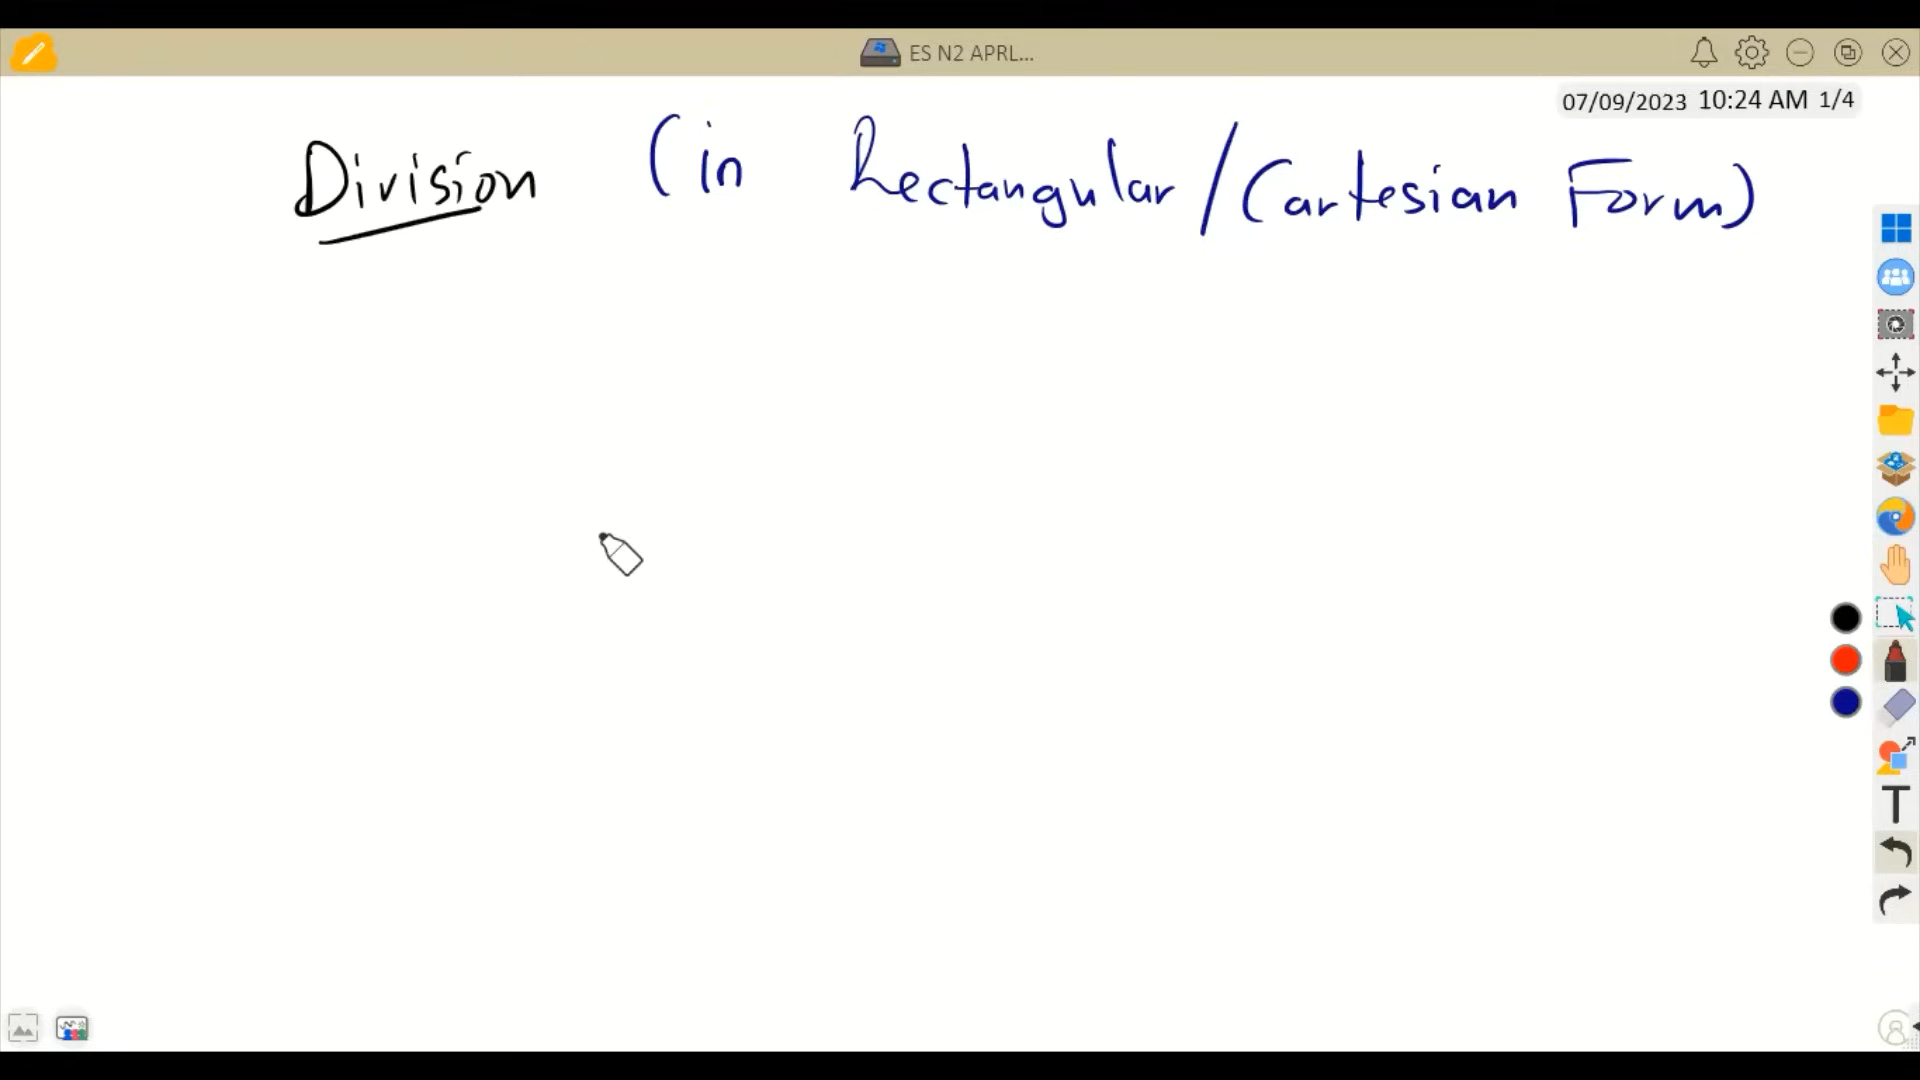 ES N2 APRL...
07/09/2023 10:24 AM 1/4
Division (in Rectangular/Cartesian Form)
T